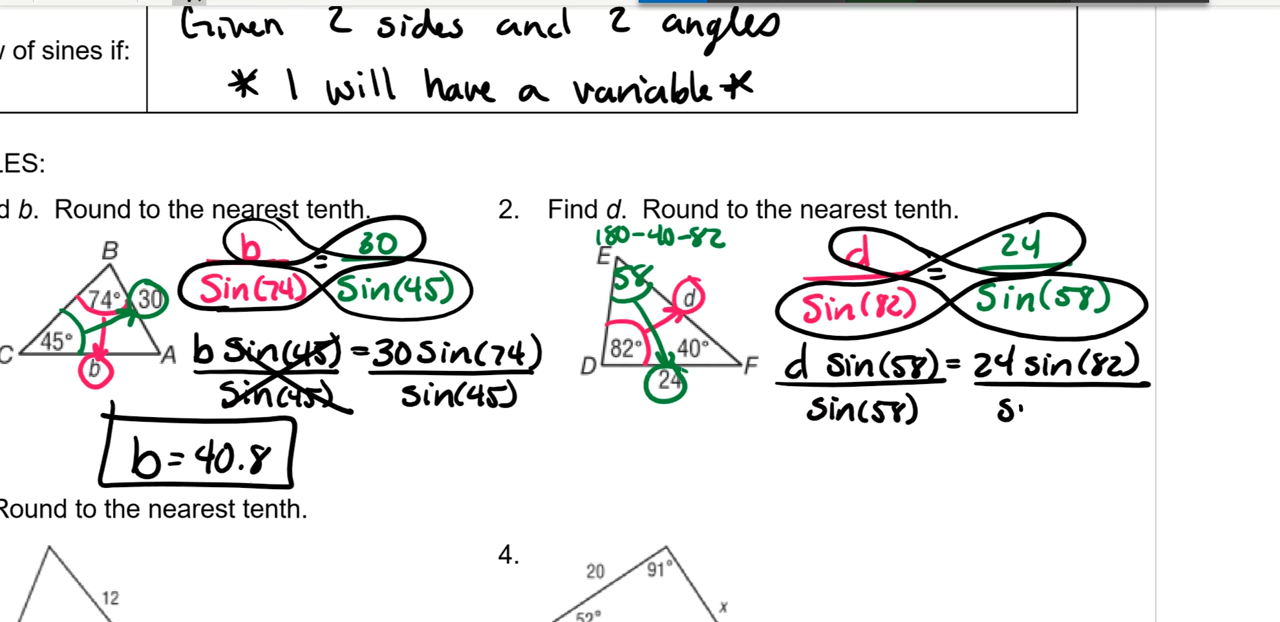 Given 2 sides and 2 angles
of sines if:
* I will have a variable *
LES:
d b. Round to the nearest tenth.
b = 30
Sin(74) Sin(45)
B
74° 30
45°
C A
b
b Sin(45) = 30 Sin(74)
Sin(45) Sin(45)
b = 40.8
2. Find d. Round to the nearest tenth.
180-40-82
E
58
d
82° 40°
D F
24
d = 24
Sin(82) Sin(58)
d Sin(58) = 24 sin(82)
Sin(58) s
Round to the nearest tenth.
12
4.
20 91°
52° x